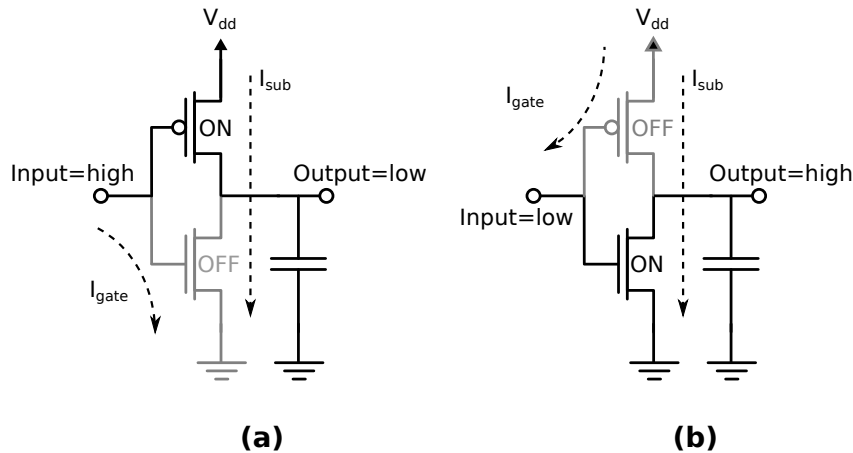 Vdd
Isub
ON
Input=high
Output=low
OFF
Igate
(a)
Vdd
Igate
Isub
OFF
Output=high
Input=low
ON
(b)